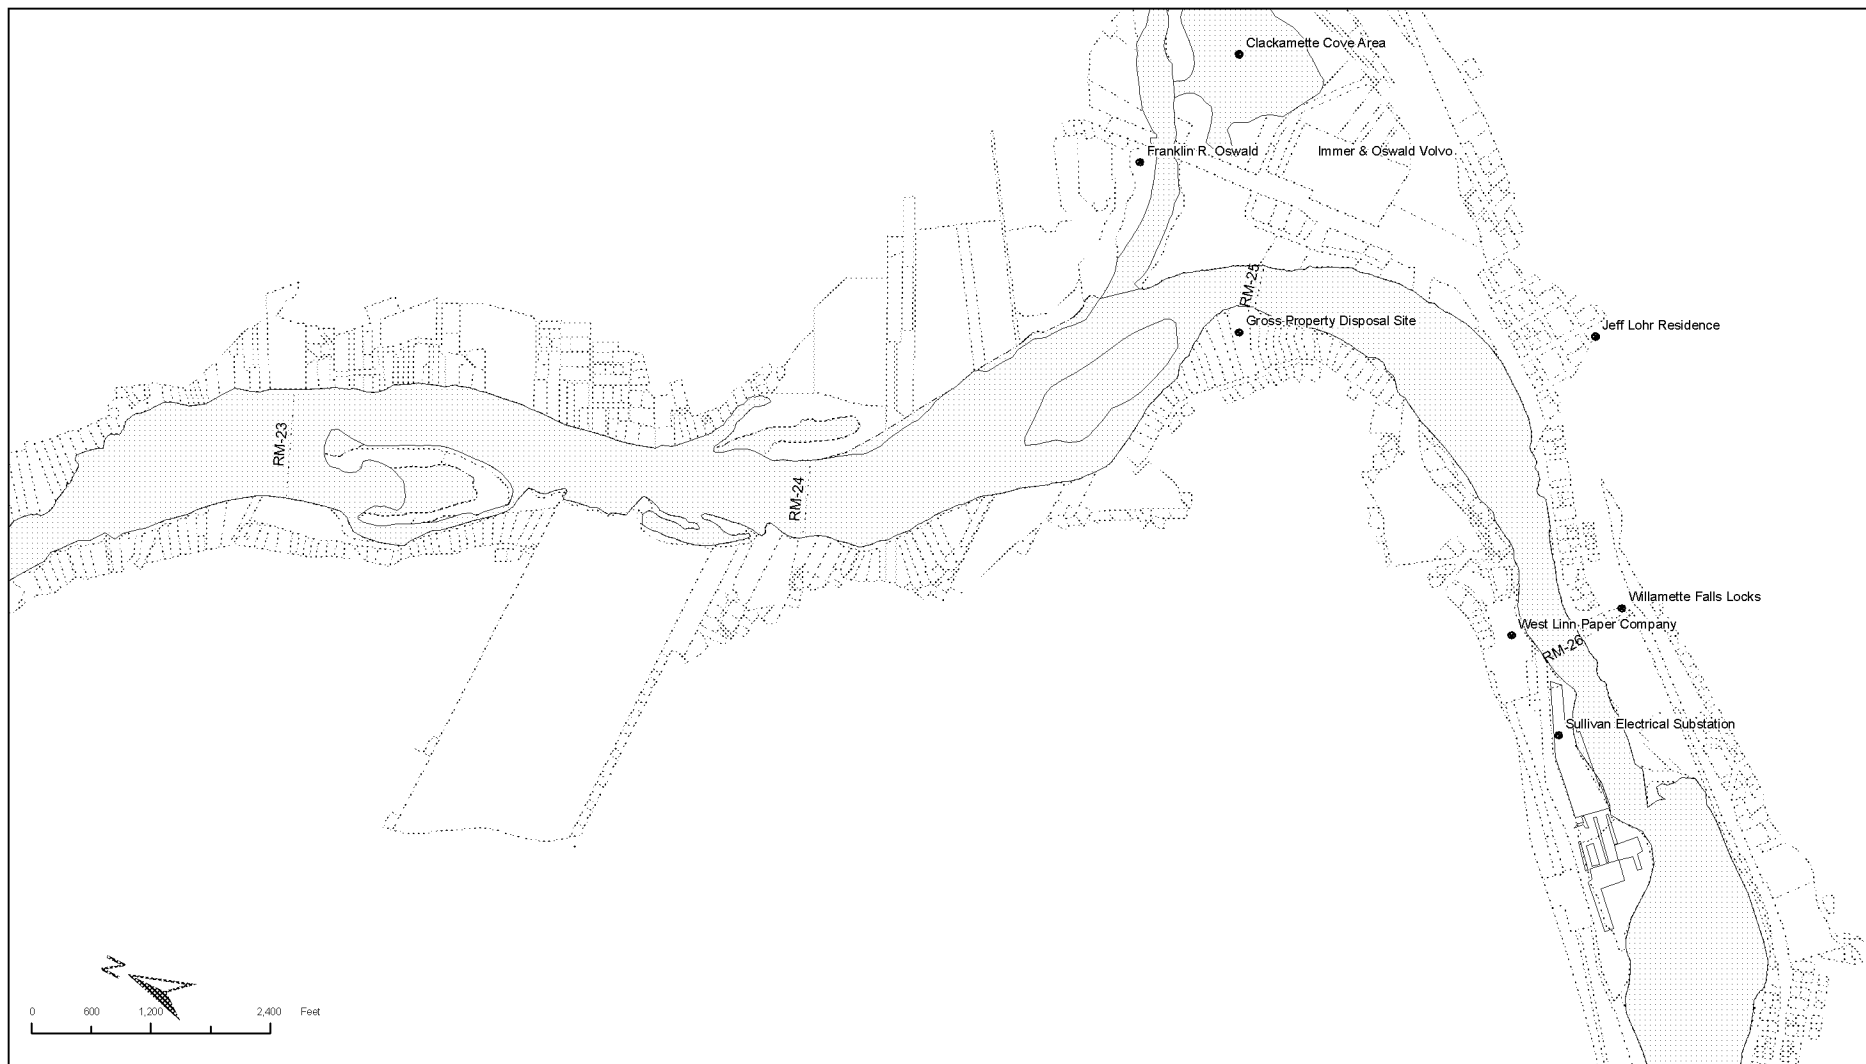 Clackamette Cove Area
Franklin R. Oswald
Immer & Oswald Volvo
RM-25
Gross Property Disposal Site
Jeff Lohr Residence
RM-23
RM-24
Willamette Falls Locks
West Linn Paper Company
RM-26
Sullivan Electrical Substation
N
0 600 1,200 2,400 Feet